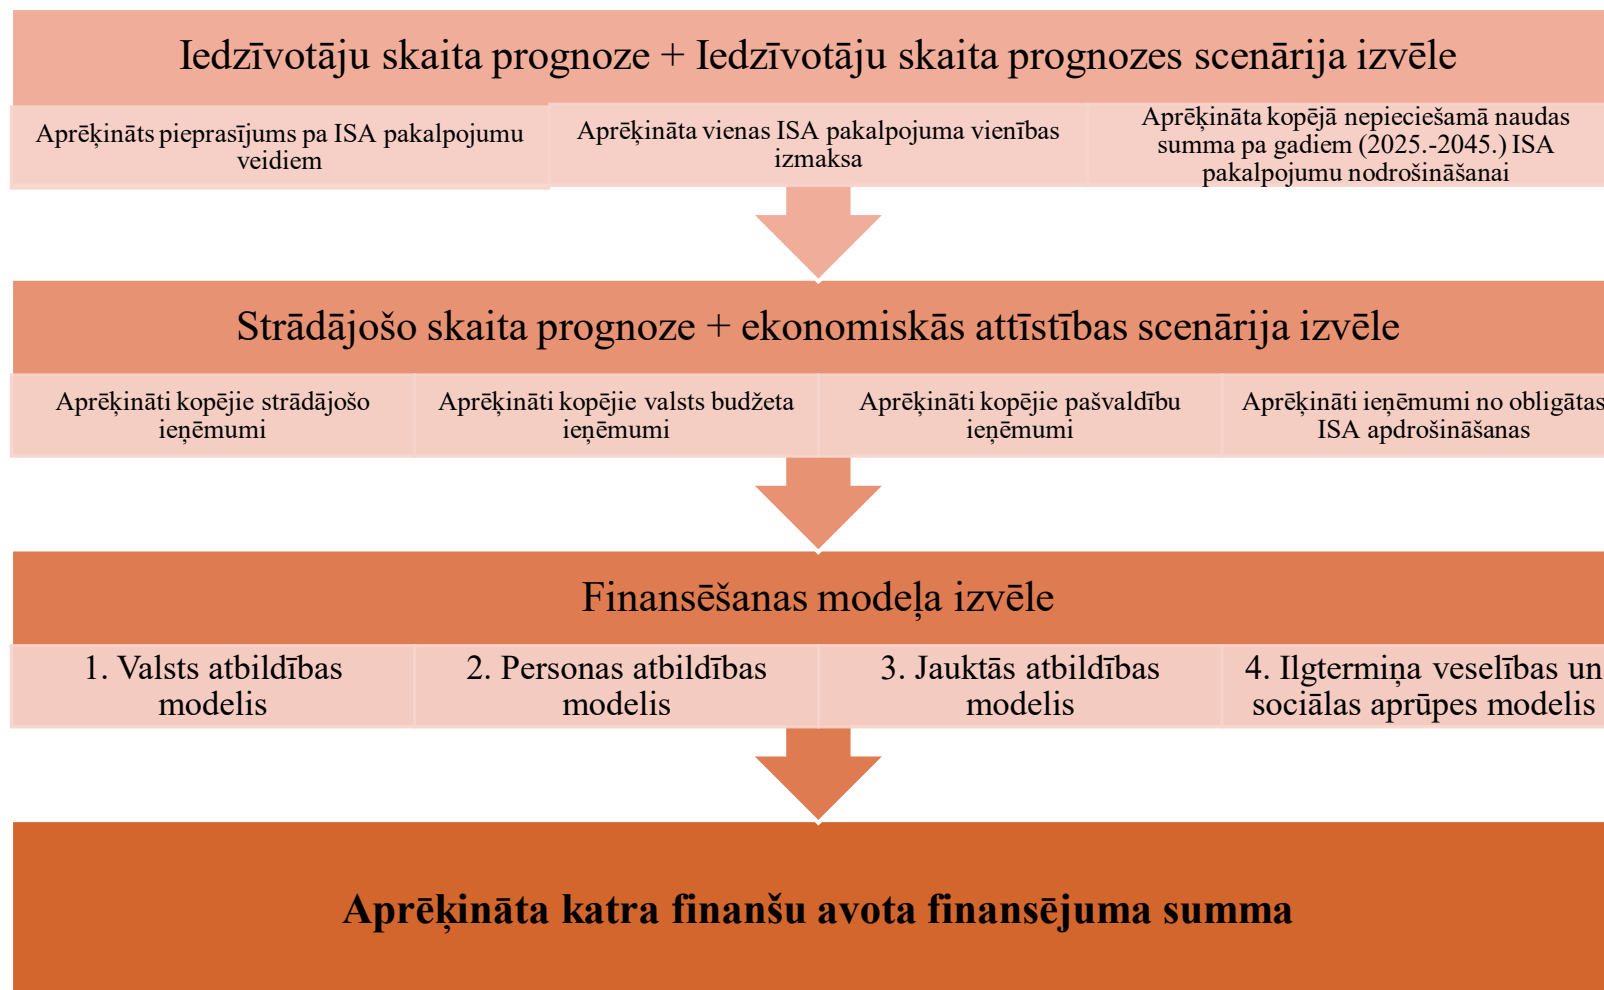 Iedzīvotāju skaita prognoze + Iedzīvotāju skaita prognozes scenārija izvēle
Aprēķināts pieprasījums pa ISA pakalpojumu
veidiem
Aprēķināta vienas ISA pakalpojuma vienības
izmaksa
Aprēķināta kopējā nepieciešamā naudas
summa pa gadiem (2025.-2045.) ISA
pakalpojumu nodrošināšanai
Strādājošo skaita prognoze + ekonomiskās attīstības scenārija izvēle
Aprēķināti kopējie strādājošo
ieņēmumi
Aprēķināti kopējie valsts budžeta
ieņēmumi
Aprēķināti kopējie pašvaldību
ieņēmumi
Aprēķināti ieņēmumi no obligātas
ISA apdrošināšanas
Finansēšanas modeļa izvēle
1. Valsts atbildības
modelis
2. Personas atbildības
modelis
3. Jauktās atbildības
modelis
4. Ilgtermiņa veselības un
sociālas aprūpes modelis
Aprēķināta katra finanšu avota finansējuma summa